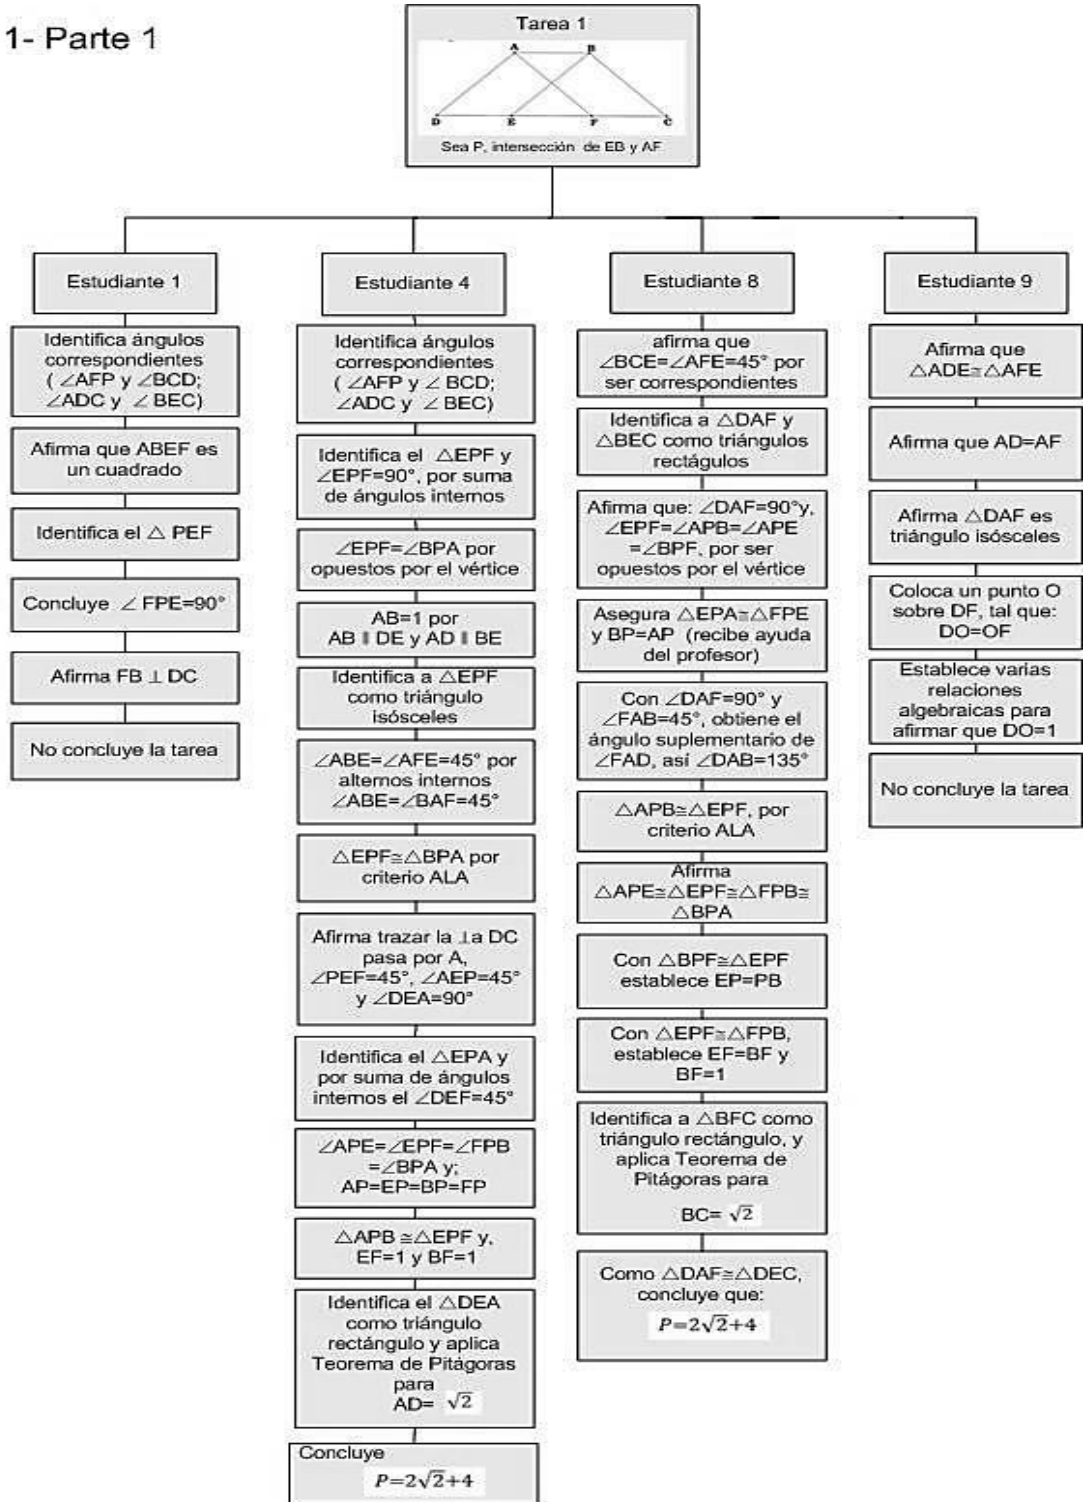 1- Parte 1
Tarea 1
A B
D E F C
Sea P, intersección de EB y AF
Estudiante 1
Identifica ángulos
correspondientes
( ∠AFP y ∠BCD;
∠ADC y ∠ BEC)
Afirma que ABEF es
un cuadrado
Identifica el △ PEF
Concluye ∠ FPE=90°
Afirma FB ⊥ DC
No concluye la tarea
Estudiante 4
Identifica ángulos
correspondientes
( ∠AFP y ∠ BCD;
∠ADC y ∠ BEC)
Identifica el △EPF y
∠EPF=90°, por suma
de ángulos internos
∠EPF=∠BPA por
opuestos por el vértice
AB=1 por
AB ∥ DE y AD ∥ BE
Identifica a △EPF
como triángulo
isósceles
∠ABE=∠AFE=45° por
alternos internos
∠ABE=∠BAF=45°
△EPF≅△BPA por
criterio ALA
Afirma trazar la ⊥a DC
pasa por A,
∠PEF=45°, ∠AEP=45°
y ∠DEA=90°
Identifica el △EPA y
por suma de ángulos
internos el ∠DEF=45°
∠APE=∠EPF=∠FPB
=∠BPA y;
AP=EP=BP=FP
△APB ≅△EPF y,
EF=1 y BF=1
Identifica el △DEA
como triángulo
rectángulo y aplica
Teorema de Pitágoras
para
AD= √2
Concluye
P=2√2+4
Estudiante 8
afirma que
∠BCE=∠AFE=45° por
ser correspondientes
Identifica a △DAF y
△BEC como triángulos
rectágulos
Afirma que: ∠DAF=90°y,
∠EPF=∠APB=∠APE
=∠BPF, por ser
opuestos por el vértice
Asegura △EPA≅△FPE
y BP=AP (recibe ayuda
del profesor)
Con ∠DAF=90° y
∠FAB=45°, obtiene el
ángulo suplementario de
∠FAD, así ∠DAB=135°
△APB≅△EPF, por
criterio ALA
Afirma
△APE≅△EPF≅△FPB≅
△BPA
Con △BPF≅△EPF
establece EP=PB
Con △EPF≅△FPB,
establece EF=BF y
BF=1
Identifica a △BFC como
triángulo rectángulo, y
aplica Teorema de
Pitágoras para
BC= √2
Como △DAF≅△DEC,
concluye que:
P=2√2+4
Estudiante 9
Afirma que
△ADE≅△AFE
Afirma que AD=AF
Afirma △DAF es
triángulo isósceles
Coloca un punto O
sobre DF, tal que:
DO=OF
Establece varias
relaciones
algebraicas para
afirmar que DO=1
No concluye la tarea